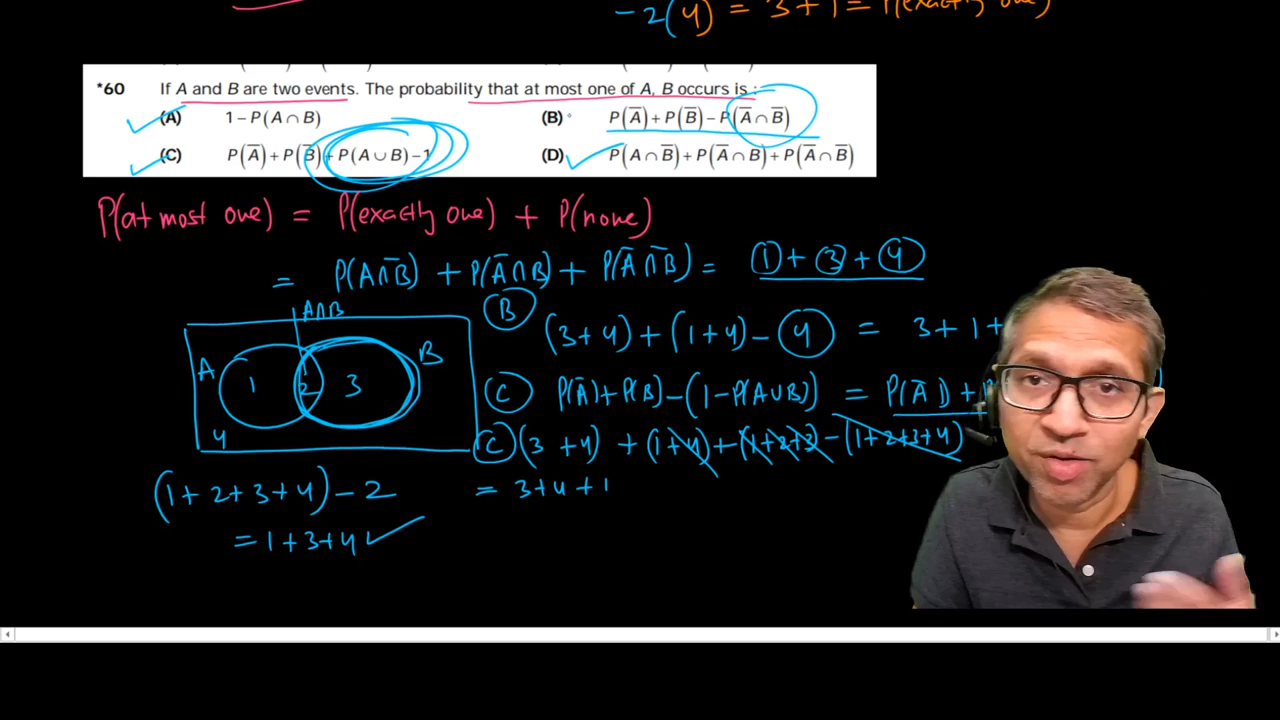 -2(4) = 3+1 = P(exactly one)
*60 If A and B are two events. The probability that at most one of A, B occurs is :
(A) 1 – P(A ∩ B) (B) P(A̅) + P(B̅) – P(A̅ ∩ B̅)
(C) P(A̅) + P(B̅) + P(A ∪ B) – 1 (D) P(A ∩ B̅) + P(A̅ ∩ B) + P(A̅ ∩ B̅)
P(at most one) = P(exactly one) + P(none)
= P(A∩B̅) + P(A̅∩B) + P(A̅∩B̅) = ① + ③ + ④
A∩B
A 1 2 3 B
4
Ⓑ (3+4) + (1+4) - ④ = 3+1+
Ⓒ P(A̅) + P(B) - (1-P(A∪B)) = P(A̅) +
Ⓒ (3+4) + (1+4) + (1+2+3) - (1+2+3+4)
= 3+4+1
(1+2+3+4) - 2
= 1+3+4 ✓